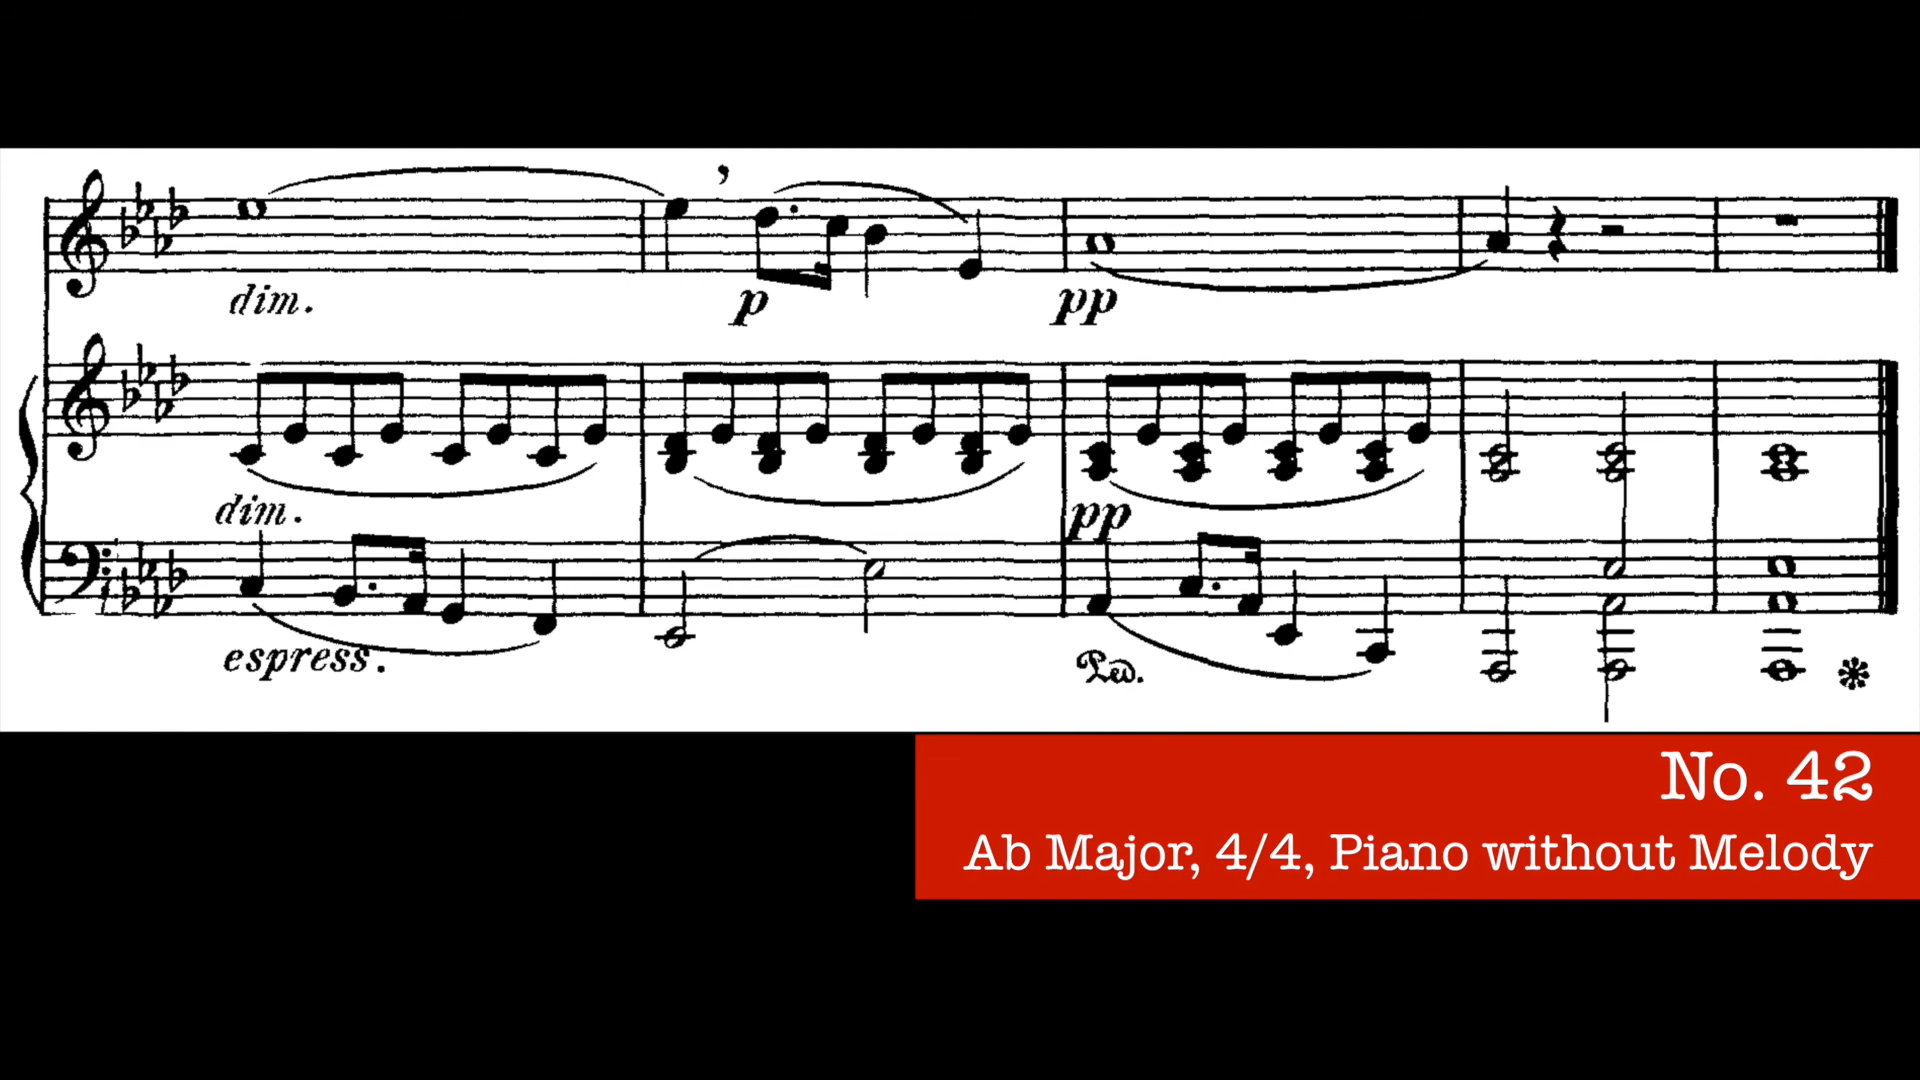 dim.
p
pp
dim.
pp
espress.
Ped.
No. 42
Ab Major, 4/4, Piano without Melody